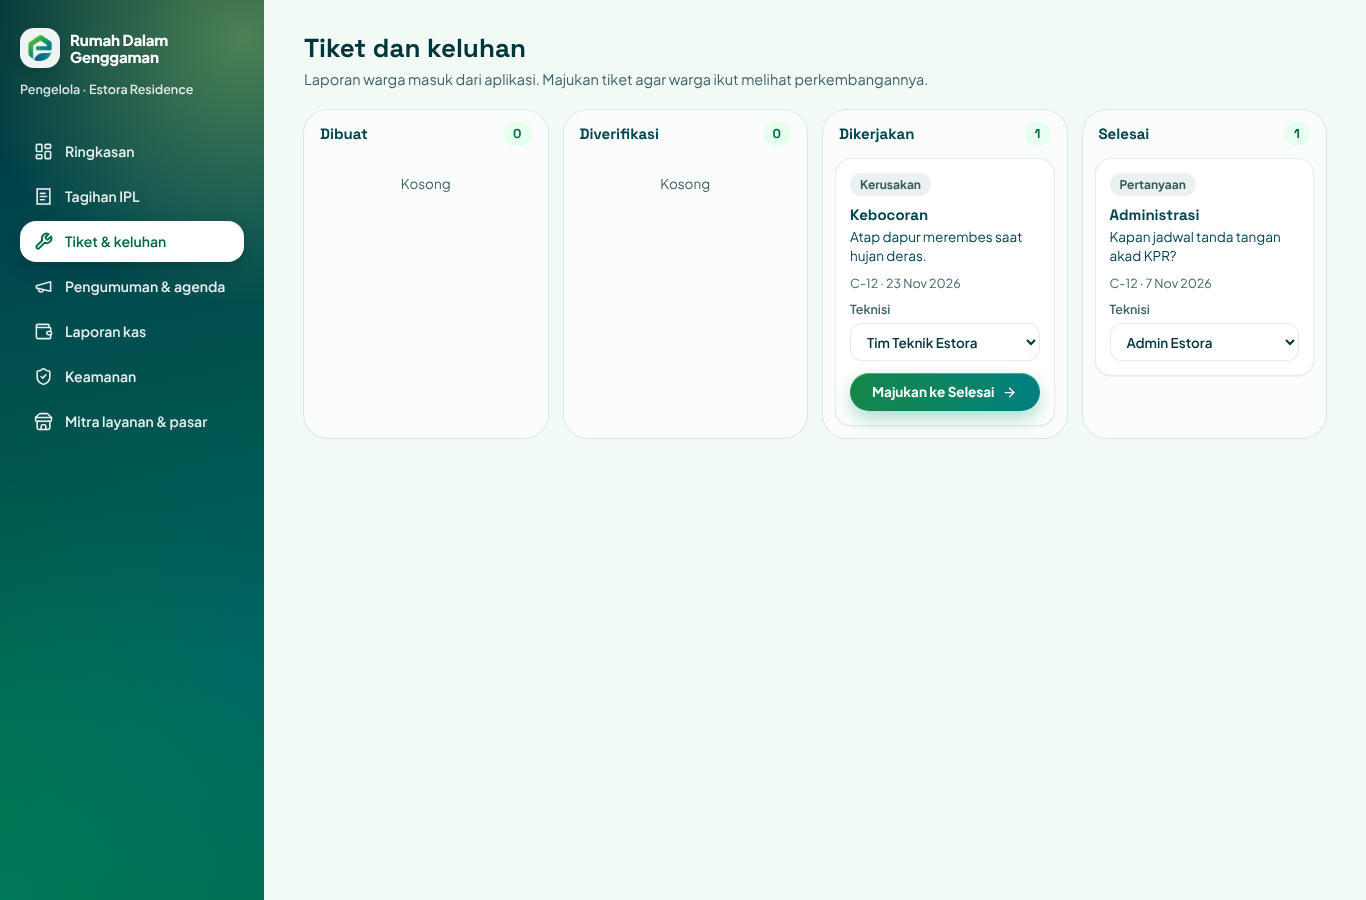 Rumah Dalam
Genggaman
Pengelola · Estora Residence
Ringkasan
Tagihan IPL
Tiket & keluhan
Pengumuman & agenda
Laporan kas
Keamanan
Mitra layanan & pasar
Tiket dan keluhan
Laporan warga masuk dari aplikasi. Majukan tiket agar warga ikut melihat perkembangannya.
Dibuat 0
Kosong
Diverifikasi 0
Kosong
Dikerjakan 1
Kerusakan
Kebocoran
Atap dapur merembes saat
hujan deras.
C-12 · 23 Nov 2026
Teknisi
Tim Teknik Estora
Majukan ke Selesai →
Selesai 1
Pertanyaan
Administrasi
Kapan jadwal tanda tangan
akad KPR?
C-12 · 7 Nov 2026
Teknisi
Admin Estora